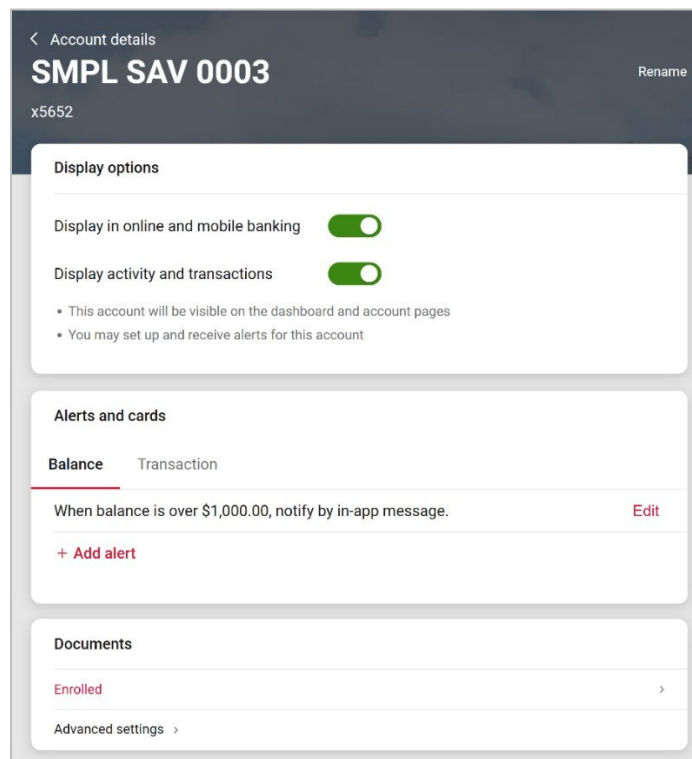 Account details
SMPL SAV 0003
Rename
x5652
Display options
Display in online and mobile banking
Display activity and transactions
• This account will be visible on the dashboard and account pages
• You may set up and receive alerts for this account
Alerts and cards
Balance Transaction
When balance is over $1,000.00, notify by in-app message. Edit
+ Add alert
Documents
Enrolled
Advanced settings